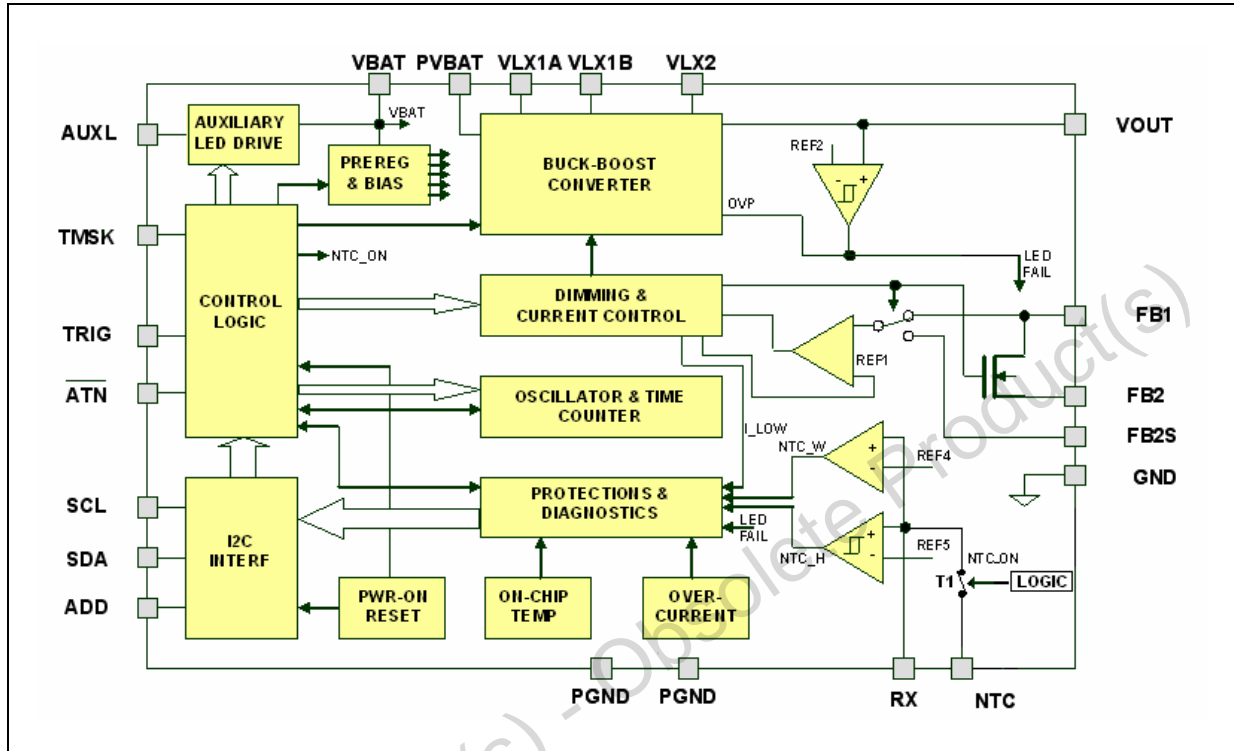 VBAT PVBAT VLX1A VLX1B VLX2
AUXL
AUXILIARY
LED DRIVE
VBAT
PREREG
& BIAS
BUCK-BOOST
CONVERTER
REF2
- +
VOUT
OVP
TMSK
NTC_ON
LED
FAIL
CONTROL
LOGIC
DIMMING &
CURRENT CONTROL
TRIG
FB1
REF1
ATN
OSCILLATOR & TIME
COUNTER
FB2
I_LOW
FB2S
NTC_W
+
-
REF4
GND
SCL
PROTECTIONS &
DIAGNOSTICS
LED
FAIL
I2C
INTERF
SDA
NTC_H
+
-
REF5
NTC_ON
T1
LOGIC
ADD
PWR-ON
RESET
ON-CHIP
TEMP
OVER-
CURRENT
PGND PGND RX NTC
(s) - Obsolete Product(s)